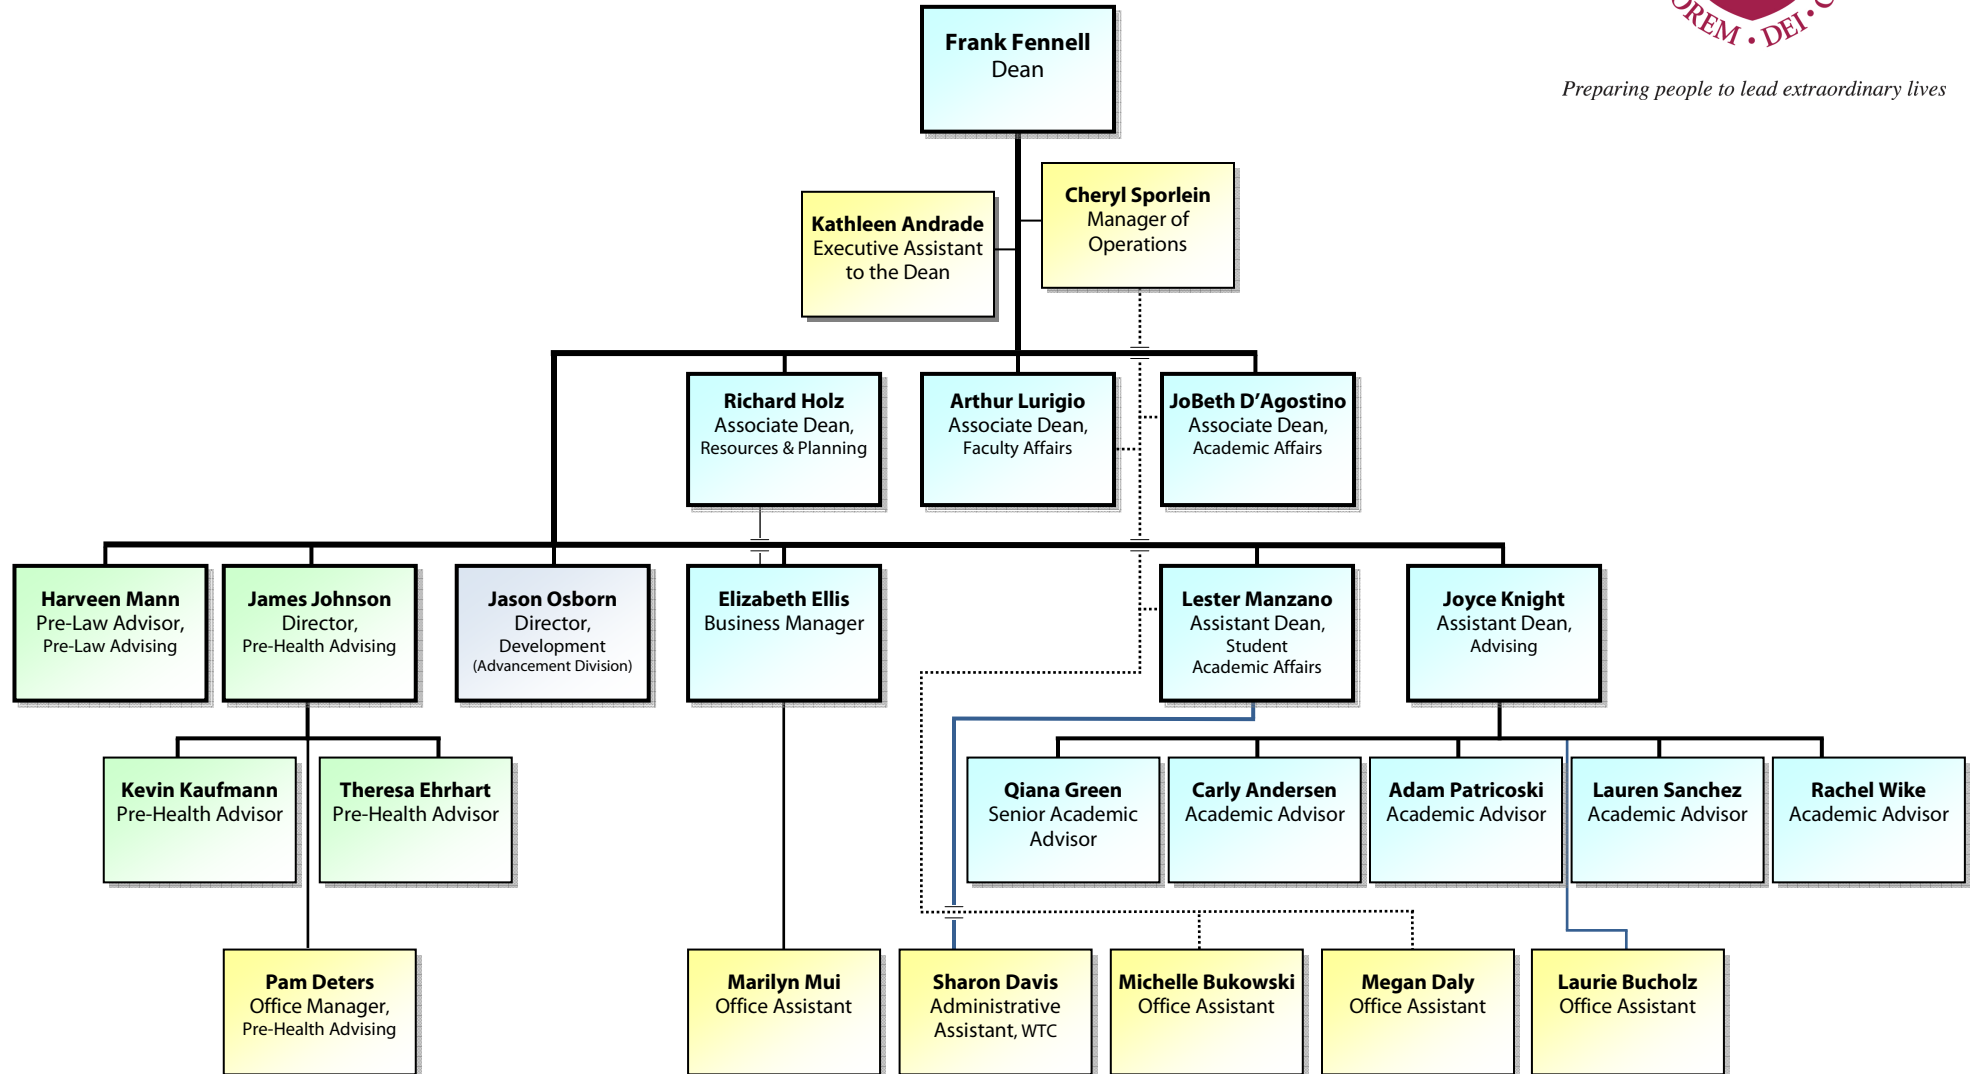 Frank Fennell
Dean
OREM • DEI •
Preparing people to lead extraordinary lives
Kathleen Andrade
Executive Assistant
to the Dean
Cheryl Sporlein
Manager of
Operations
Richard Holz
Associate Dean,
Resources & Planning
Arthur Lurigio
Associate Dean,
Faculty Affairs
JoBeth D’Agostino
Associate Dean,
Academic Affairs
Harveen Mann
Pre-Law Advisor,
Pre-Law Advising
James Johnson
Director,
Pre-Health Advising
Jason Osborn
Director,
Development
(Advancement Division)
Elizabeth Ellis
Business Manager
Lester Manzano
Assistant Dean,
Student
Academic Affairs
Joyce Knight
Assistant Dean,
Advising
Kevin Kaufmann
Pre-Health Advisor
Theresa Ehrhart
Pre-Health Advisor
Qiana Green
Senior Academic
Advisor
Carly Andersen
Academic Advisor
Adam Patricoski
Academic Advisor
Lauren Sanchez
Academic Advisor
Rachel Wike
Academic Advisor
Pam Deters
Office Manager,
Pre-Health Advising
Marilyn Mui
Office Assistant
Sharon Davis
Administrative
Assistant, WTC
Michelle Bukowski
Office Assistant
Megan Daly
Office Assistant
Laurie Bucholz
Office Assistant